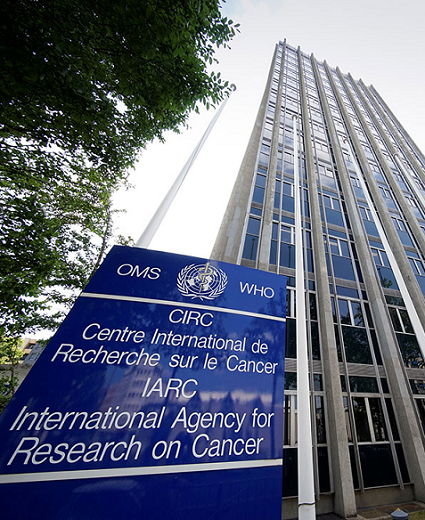 OMS WHO
CIRC
Centre International de
Recherche sur le Cancer
IARC
International Agency for
Research on Cancer